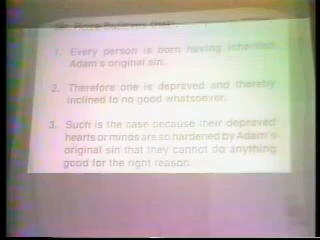 believes that
1. Every person is born having inherited
Adam's original sin.
2. Therefore one is depraved and thereby
inclined to no good whatsoever.
3. Such is the case because their depraved
hearts or minds are so hardened by Adam's
original sin that they cannot do anything
good for the right reason.